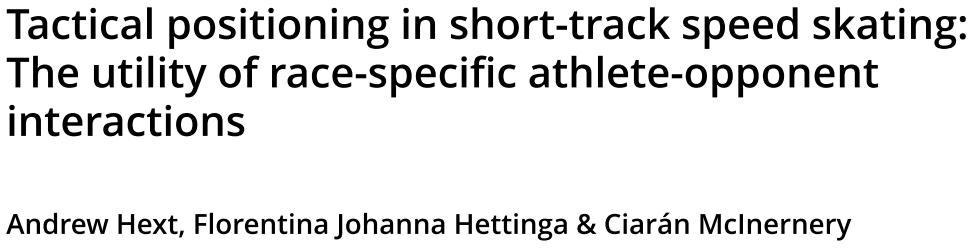 Tactical positioning in short-track speed skating:
The utility of race-specific athlete-opponent
interactions
Andrew Hext, Florentina Johanna Hettinga & Ciarán McInernery